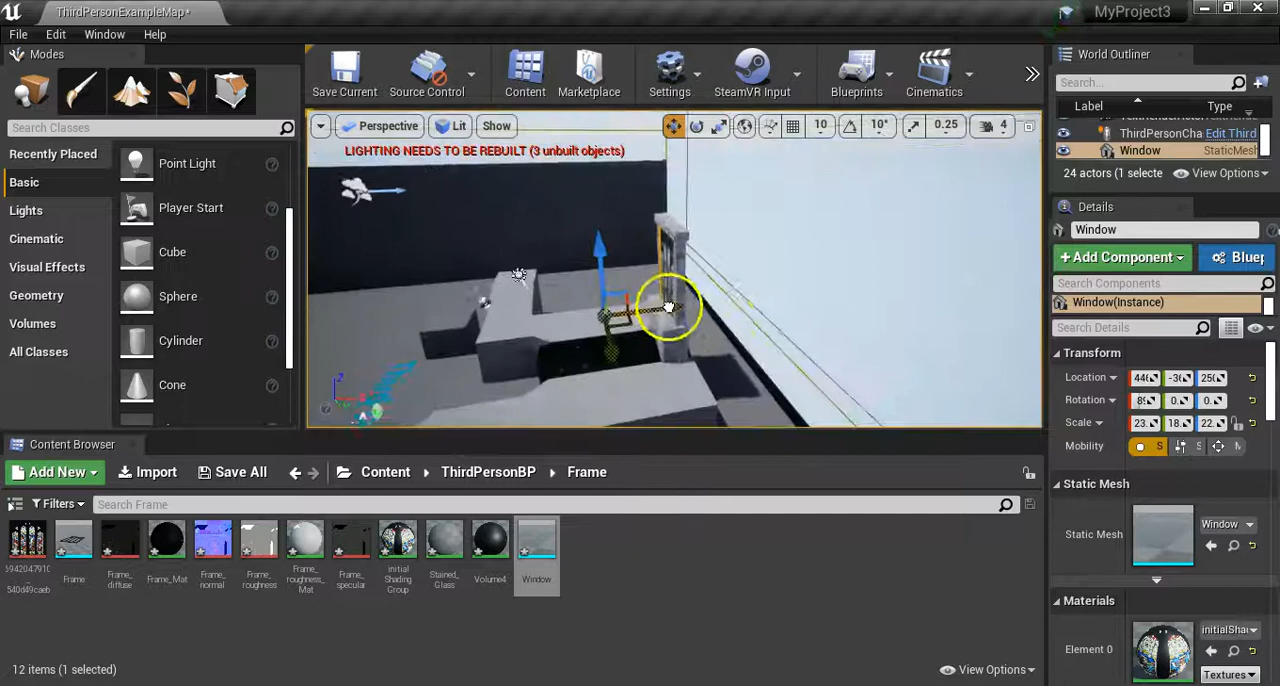 ThirdPersonExampleMap*
MyProject3
File Edit Window Help
Modes
Search Classes
Recently Placed
Basic
Lights
Cinematic
Visual Effects
Geometry
Volumes
All Classes
Point Light
Player Start
Cube
Sphere
Cylinder
Cone
Save Current
Source Control
Content
Marketplace
Settings
SteamVR Input
Blueprints
Cinematics
Perspective
Lit
Show
10
10°
0.25
4
LIGHTING NEEDS TO BE REBUILT (3 unbuilt objects)
Z
World Outliner
Search...
Label
Type
ThirdPersonCha Edit Third
Window StaticMesh
24 actors (1 selecte
View Options
Details
Window
+Add Component
Bluep
Search Components
Window(Instance)
Search Details
Transform
Location
Rotation
Scale 23. 18. 22.
Mobility S S M
Static Mesh
Static Mesh
Window
Materials
Element 0
initialSha
Textures
Content Browser
Add New
Import
Save All
Content
ThirdPersonBP
Frame
Filters
Search Frame
6942047910
-
540d49caeb
Frame
Frame_
diffuse
Frame_Mat
Frame_
normal
Frame_
roughness
Frame_
roughness_
Mat
Frame_
specular
initial
Shading
Group
Stained_
Glass
Volume4
Window
12 items (1 selected)
View Options